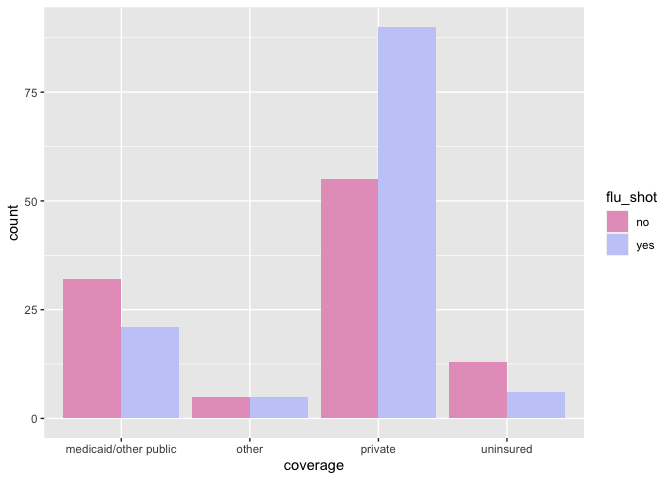 75
50
25
0
count
medicaid/other public
other
private
uninsured
coverage
flu_shot
no
yes